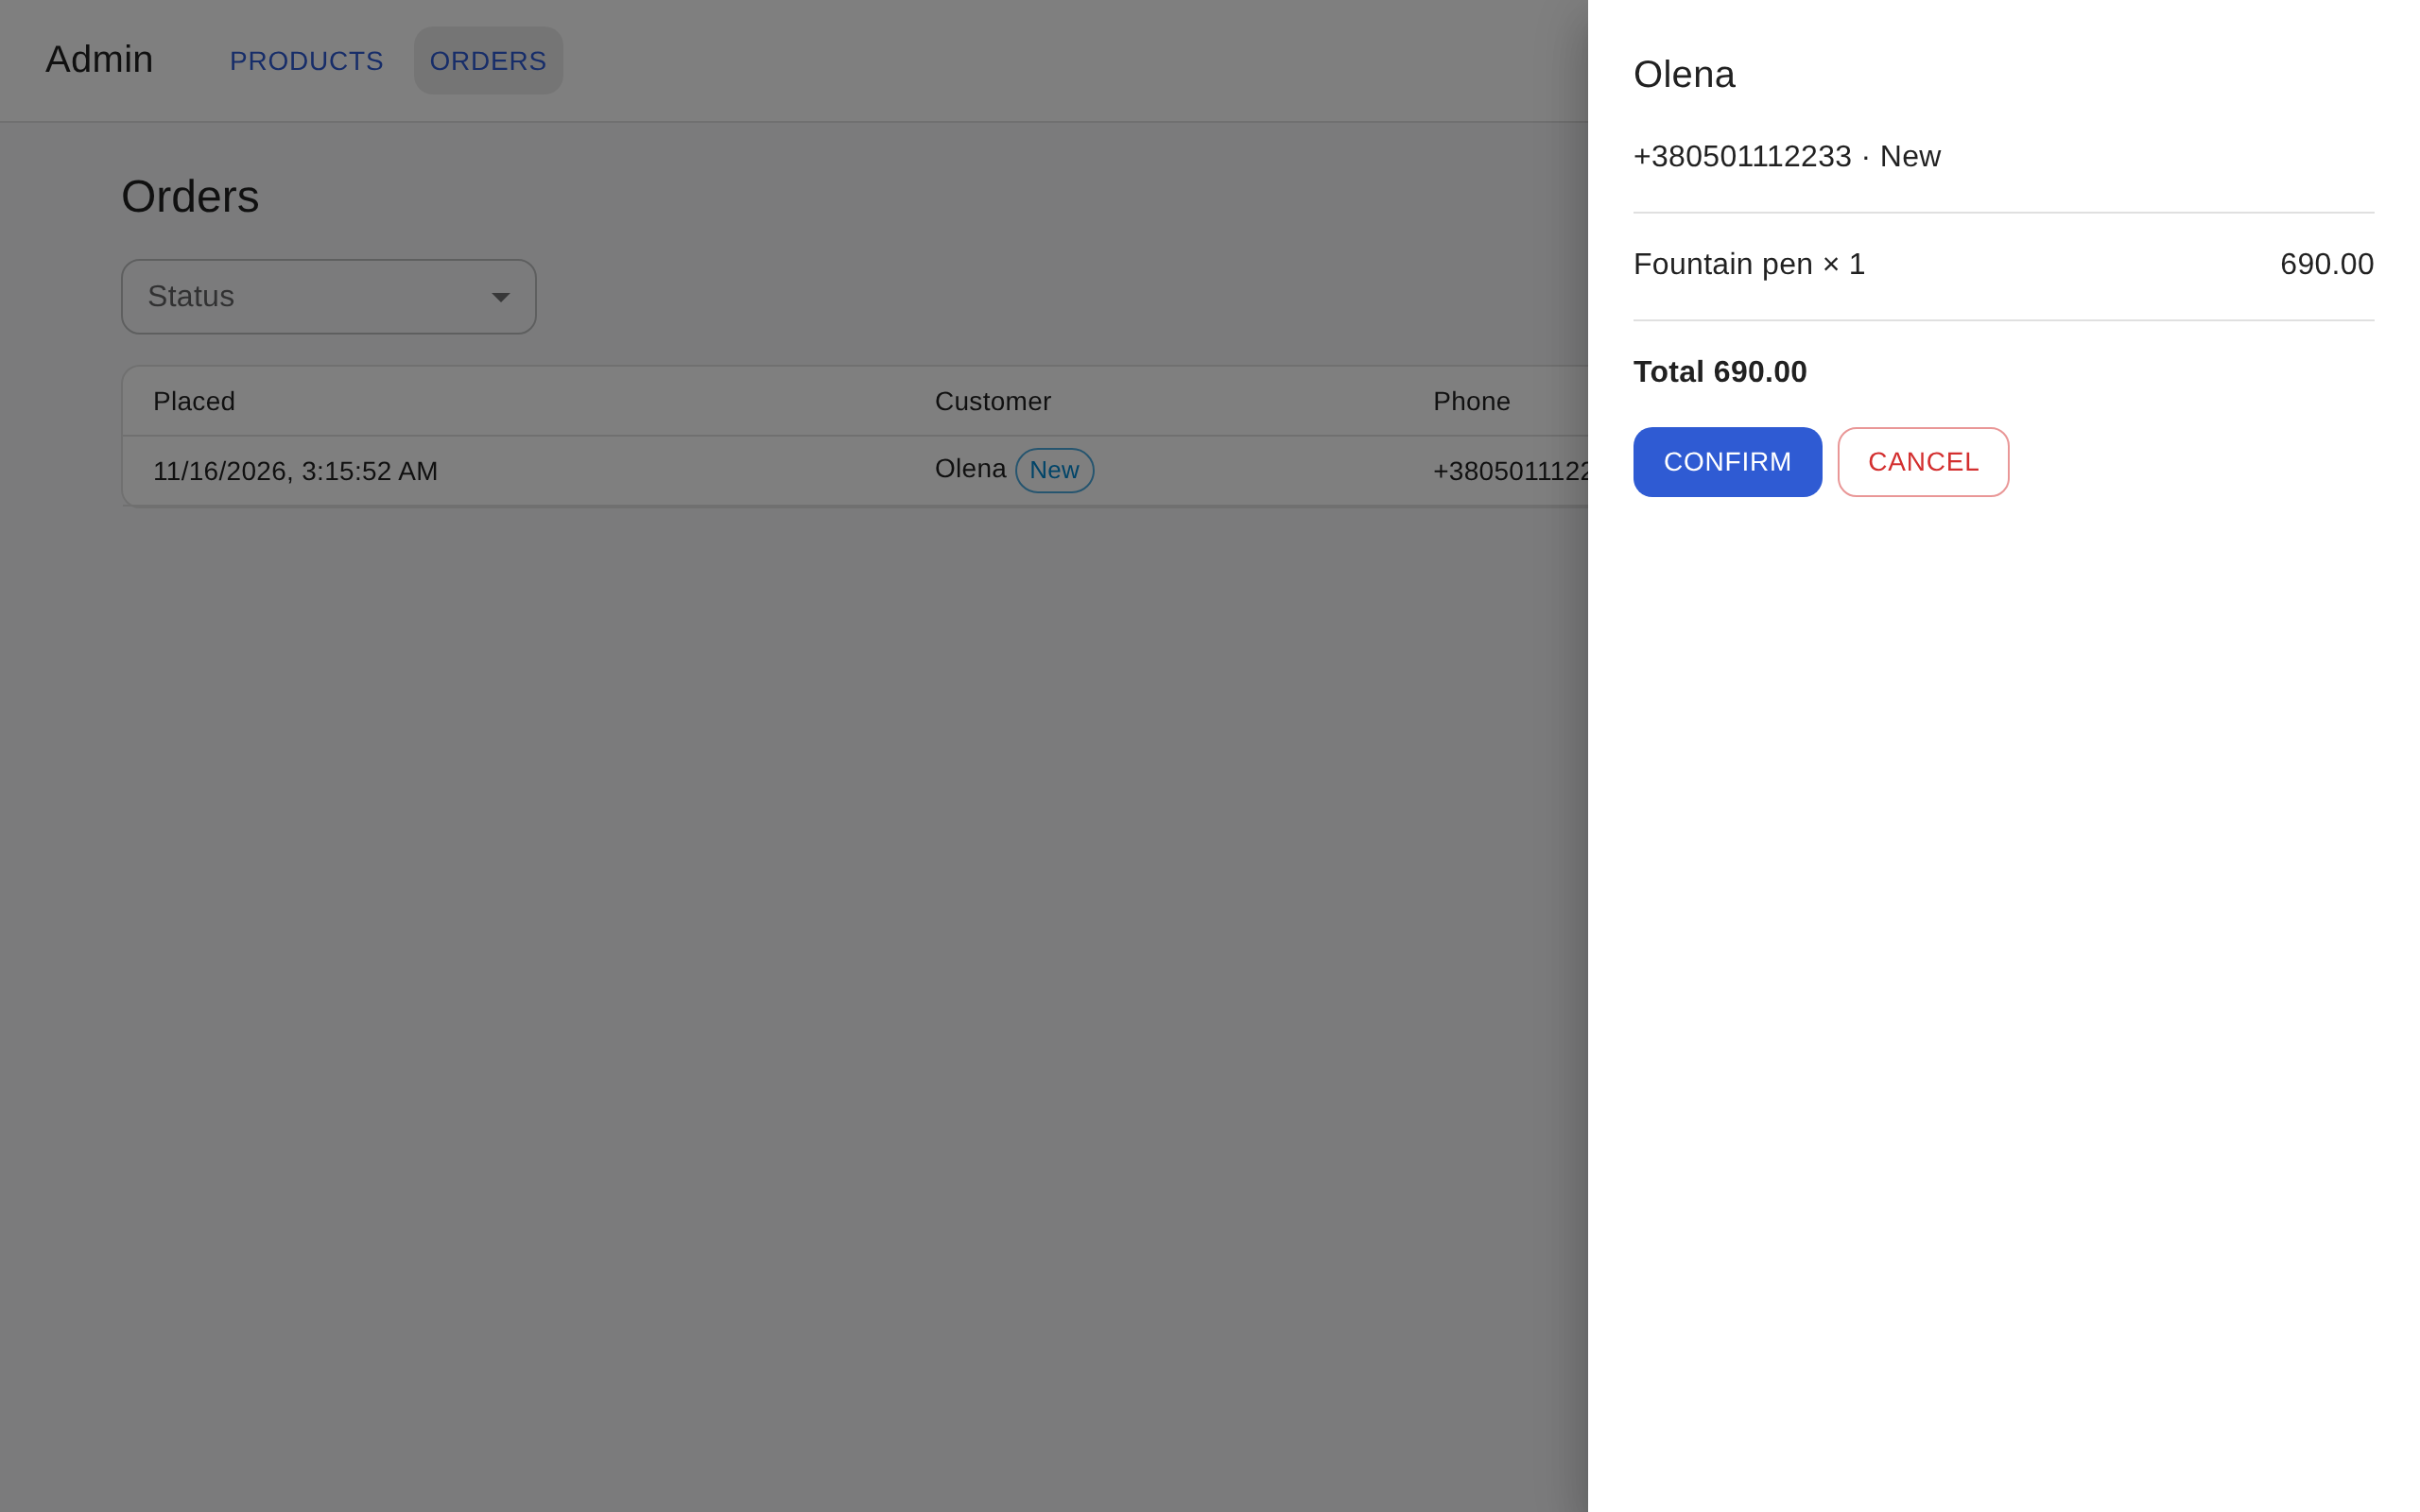 Admin PRODUCTS ORDERS
Orders
Status
Placed Customer Phone
11/16/2026, 3:15:52 AM Olena New +3805011122
Olena
+380501112233 · New
Fountain pen × 1 690.00
Total 690.00
CONFIRM CANCEL